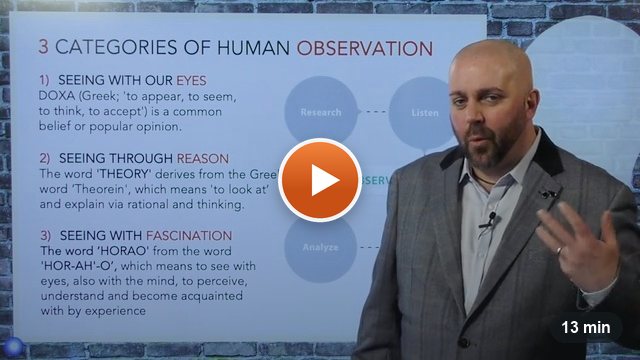 3 CATEGORIES OF HUMAN OBSERVATION
1) SEEING WITH OUR EYES
DOXA (Greek; 'to appear, to seem,
to think, to accept') is a common
belief or popular opinion.
2) SEEING THROUGH REASON
The word 'THEORY' derives from the Gree
word 'Theorein', which means 'to look at'
and explain via rational and thinking.
3) SEEING WITH FASCINATION
The word 'HORAO' from the word
'HOR-AH'-O', which means to see with
eyes, also with the mind, to perceive,
understand and become acquainted
with by experience
Research
Listen
Analyze
13 min